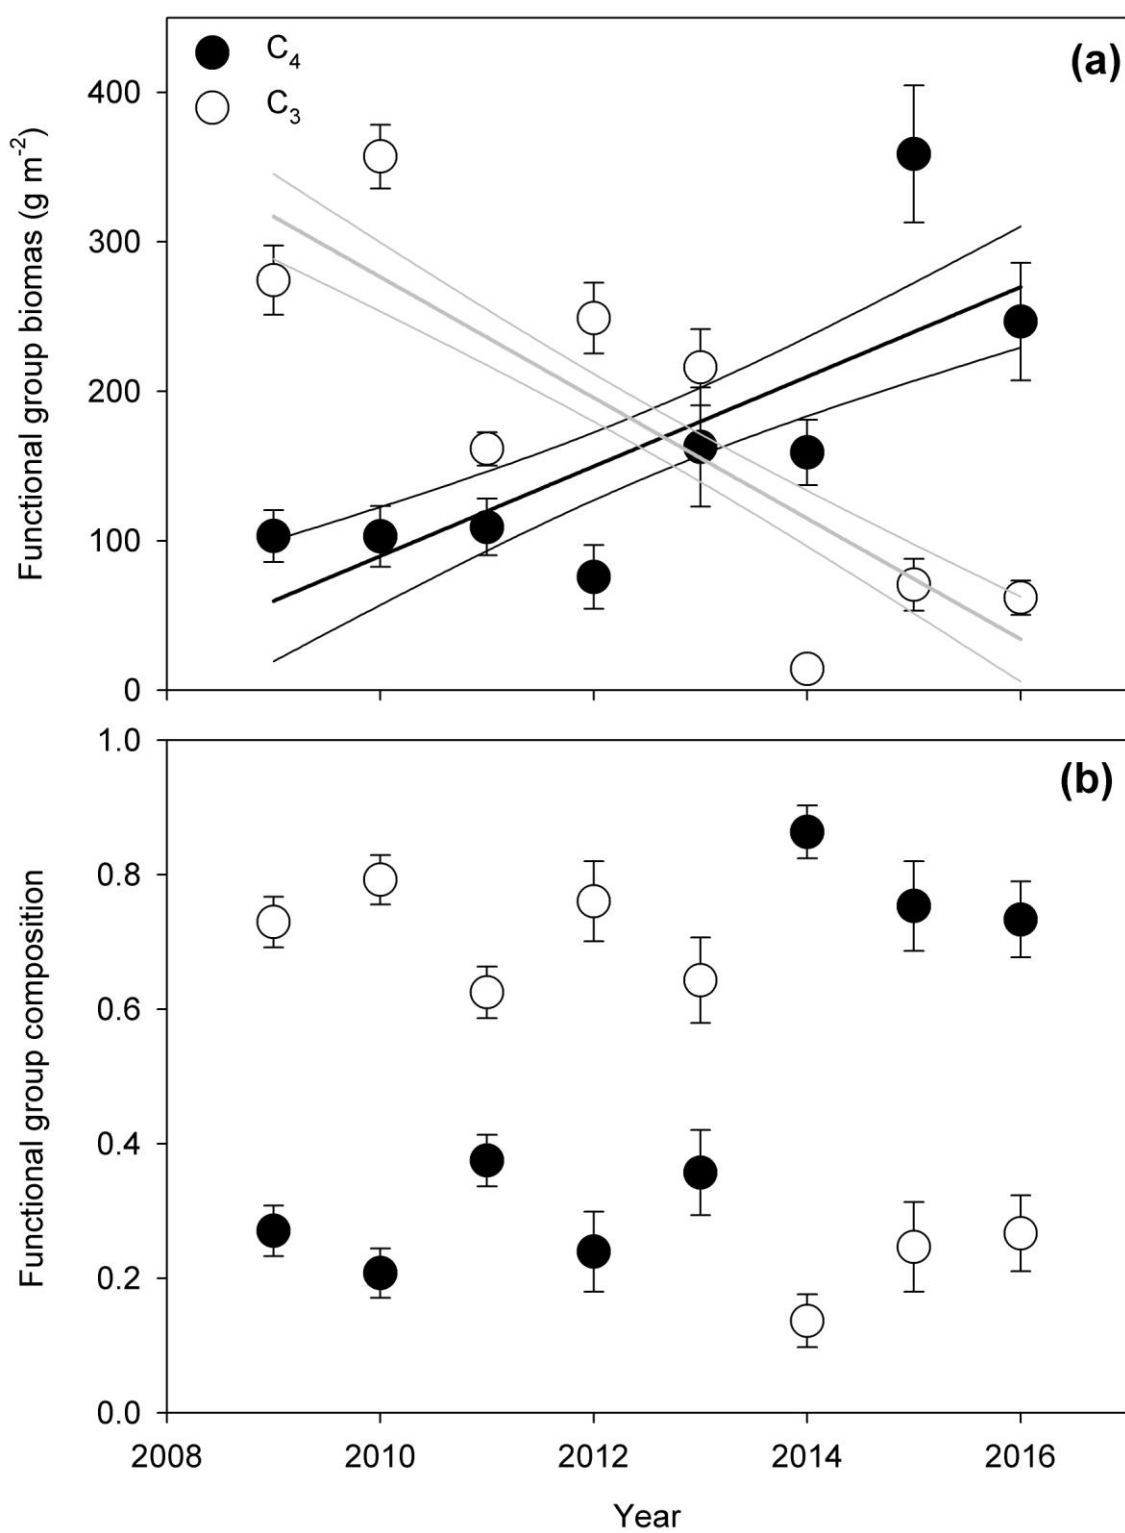 C4
C3
(a)
400
300
200
100
0
Functional group biomas (g m-2)
(b)
1.0
0.8
0.6
0.4
0.2
0.0
Functional group composition
2008 2010 2012 2014 2016
Year